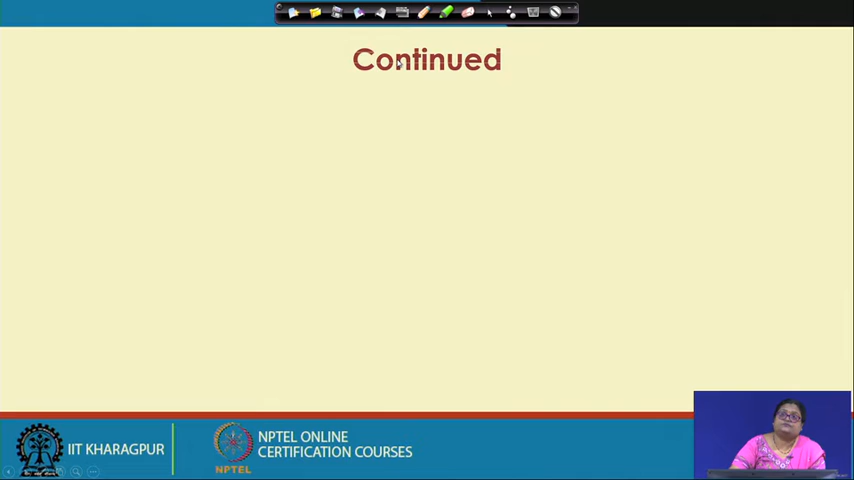 Continued
IIT KHARAGPUR
NPTEL ONLINE
CERTIFICATION COURSES
NPTEL